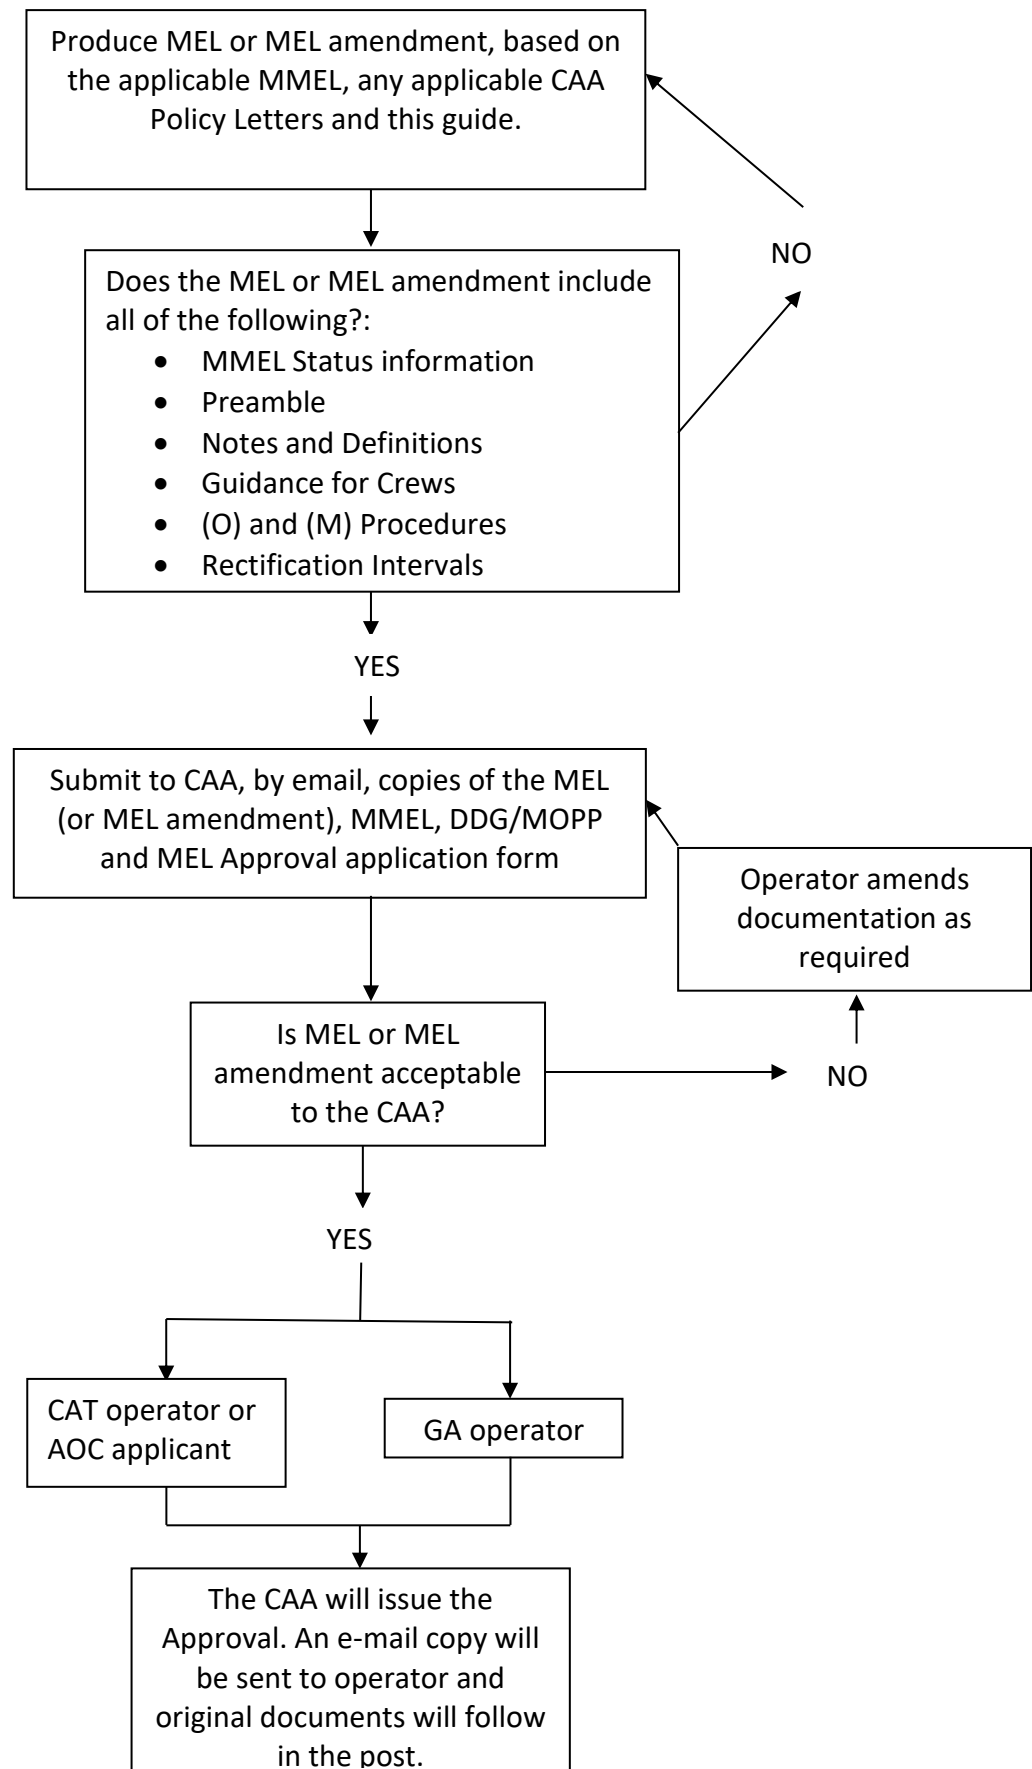 Produce MEL or MEL amendment, based on
the applicable MMEL, any applicable CAA
Policy Letters and this guide.
NO
Does the MEL or MEL amendment include
all of the following?:
• MMEL Status information
• Preamble
• Notes and Definitions
• Guidance for Crews
• (O) and (M) Procedures
• Rectification Intervals
YES
Submit to CAA, by email, copies of the MEL
(or MEL amendment), MMEL, DDG/MOPP
and MEL Approval application form
Operator amends
documentation as
required
Is MEL or MEL
amendment acceptable
to the CAA?
NO
YES
CAT operator or
AOC applicant
GA operator
The CAA will issue the
Approval. An e-mail copy will
be sent to operator and
original documents will follow
in the post.